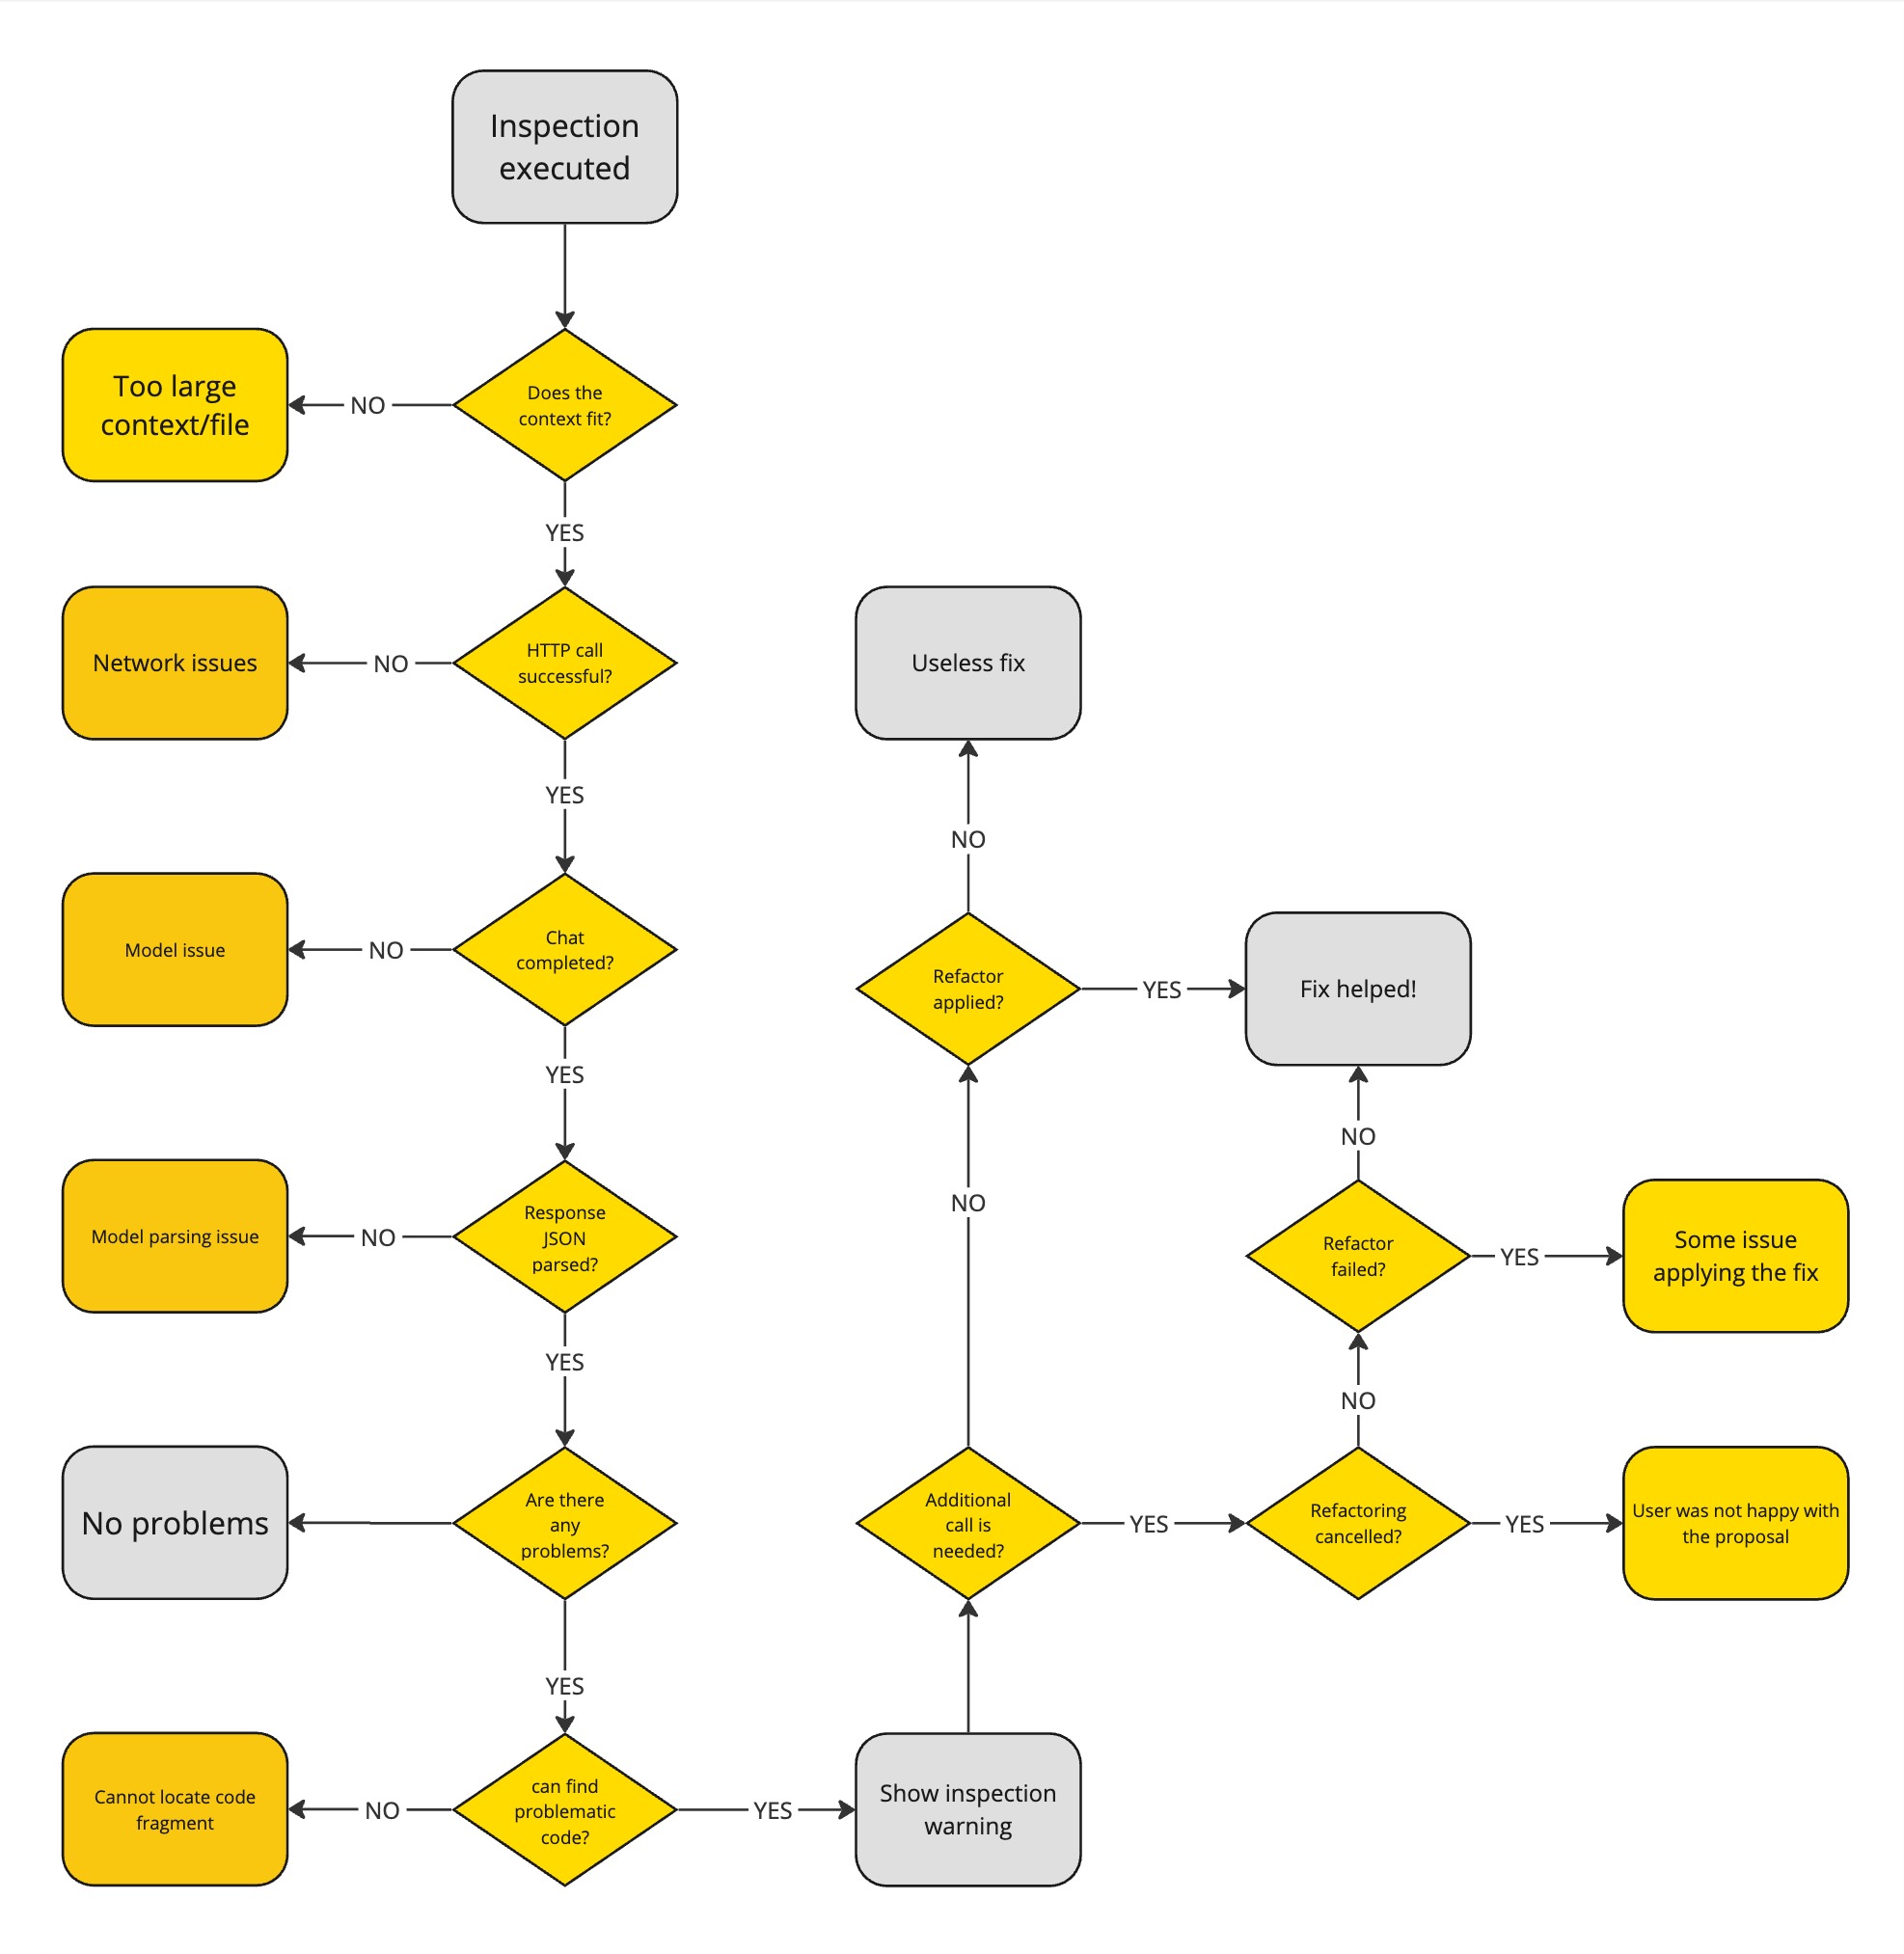 Inspection
executed
Too large
context/file
NO
Does the
context fit?
YES
Network issues
NO
HTTP call
successful?
YES
Model issue
NO
Chat
completed?
YES
Model parsing issue
NO
Response
JSON
parsed?
YES
No problems
Are there
any
problems?
YES
Cannot locate code
fragment
NO
can find
problematic
code?
YES
Show inspection
warning
Additional
call is
needed?
NO
Refactor
applied?
NO
Useless fix
YES
Fix helped!
YES
Refactoring
cancelled?
YES
User was not happy with
the proposal
NO
Refactor
failed?
YES
Some issue
applying the fix
NO